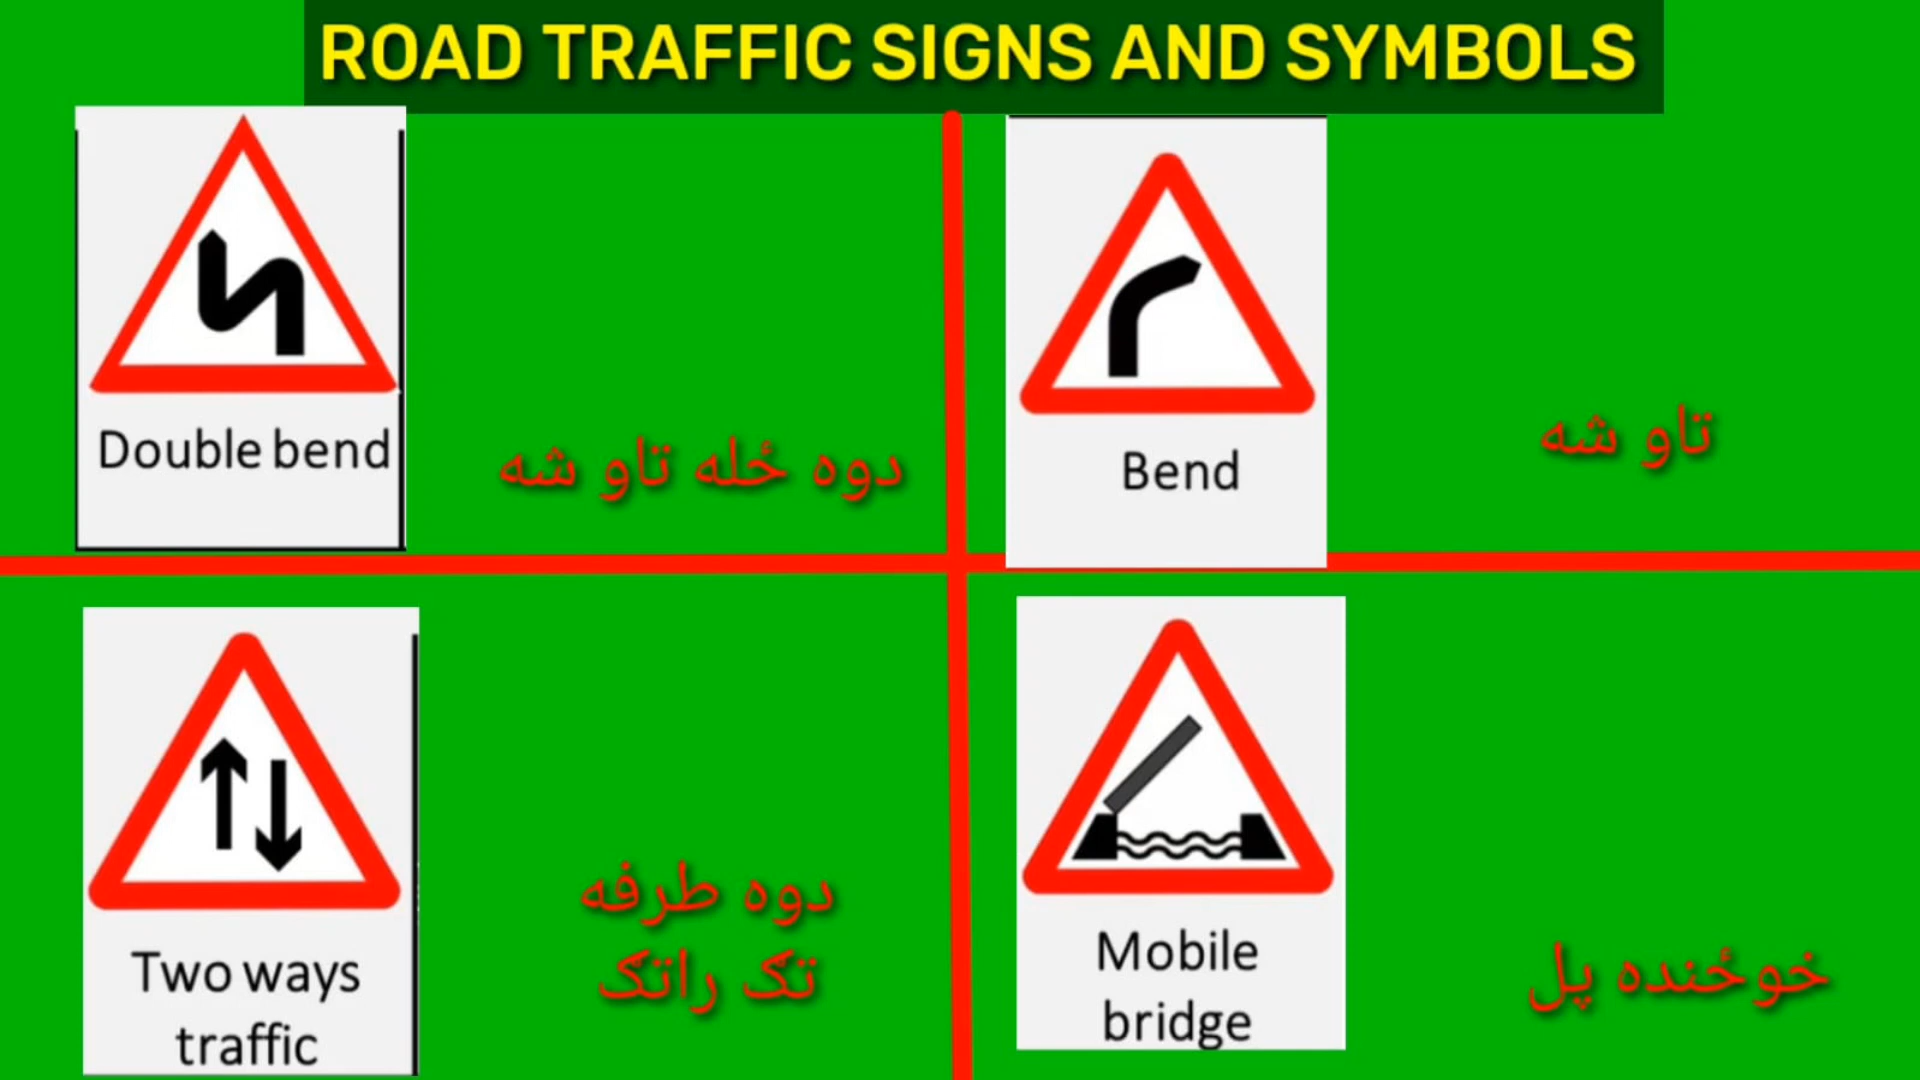 ROAD TRAFFIC SIGNS AND SYMBOLS
Double bend
دوه ځله تاو شه
Bend
تاو شه
Two ways
traffic
دوه طرفه
تګ راتګ
Mobile
bridge
خوځنده پل